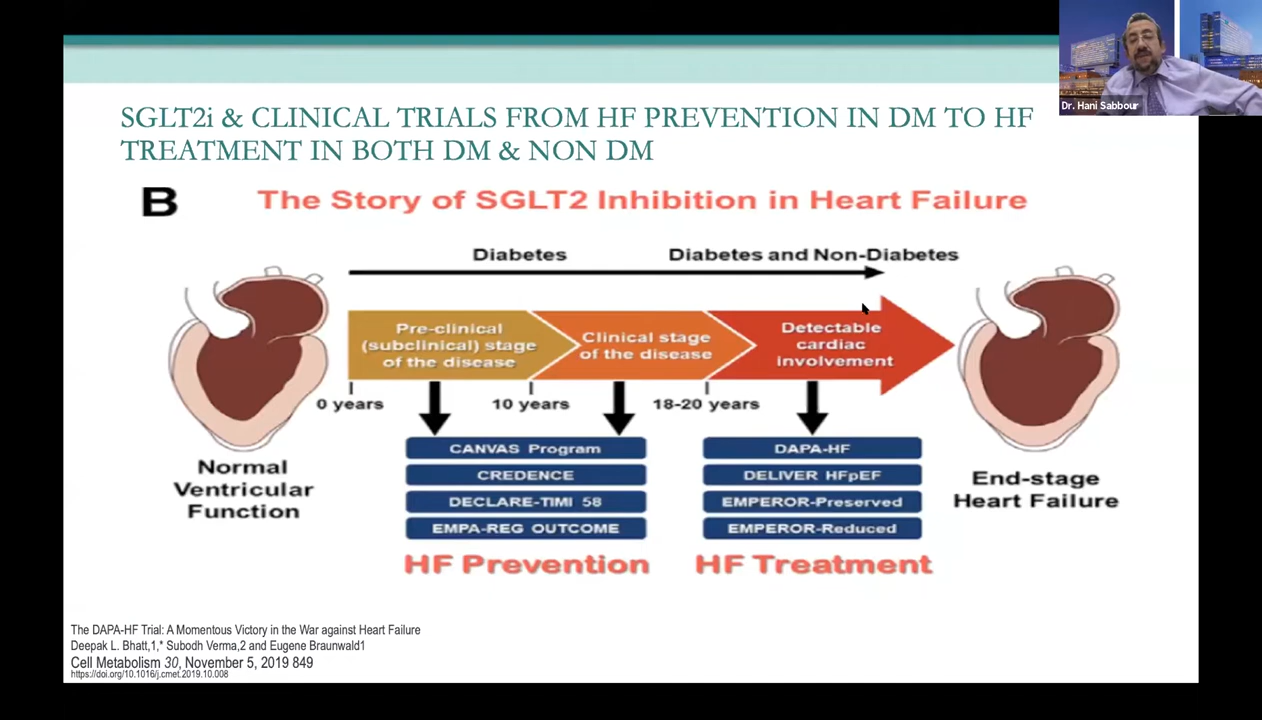 Dr. Hani Sabbour
SGLT2i & CLINICAL TRIALS FROM HF PREVENTION IN DM TO HF
TREATMENT IN BOTH DM & NON DM
B
The Story of SGLT2 Inhibition in Heart Failure
Diabetes
Diabetes and Non-Diabetes
Pre-clinical
(subclinical) stage
of the disease
Clinical stage
of the disease
Detectable
cardiac
involvement
0 years
10 years
18-20 years
Normal
Ventricular
Function
CANVAS Program
CREDENCE
DECLARE-TIMI 58
EMPA-REG OUTCOME
HF Prevention
DAPA-HF
DELIVER HFpEF
EMPEROR-Preserved
EMPEROR-Reduced
HF Treatment
End-stage
Heart Failure
The DAPA-HF Trial: A Momentous Victory in the War against Heart Failure
Deepak L. Bhatt,1,* Subodh Verma,2 and Eugene Braunwald1
Cell Metabolism 30, November 5, 2019 849
https://doi.org/10.1016/j.cmet.2019.10.008